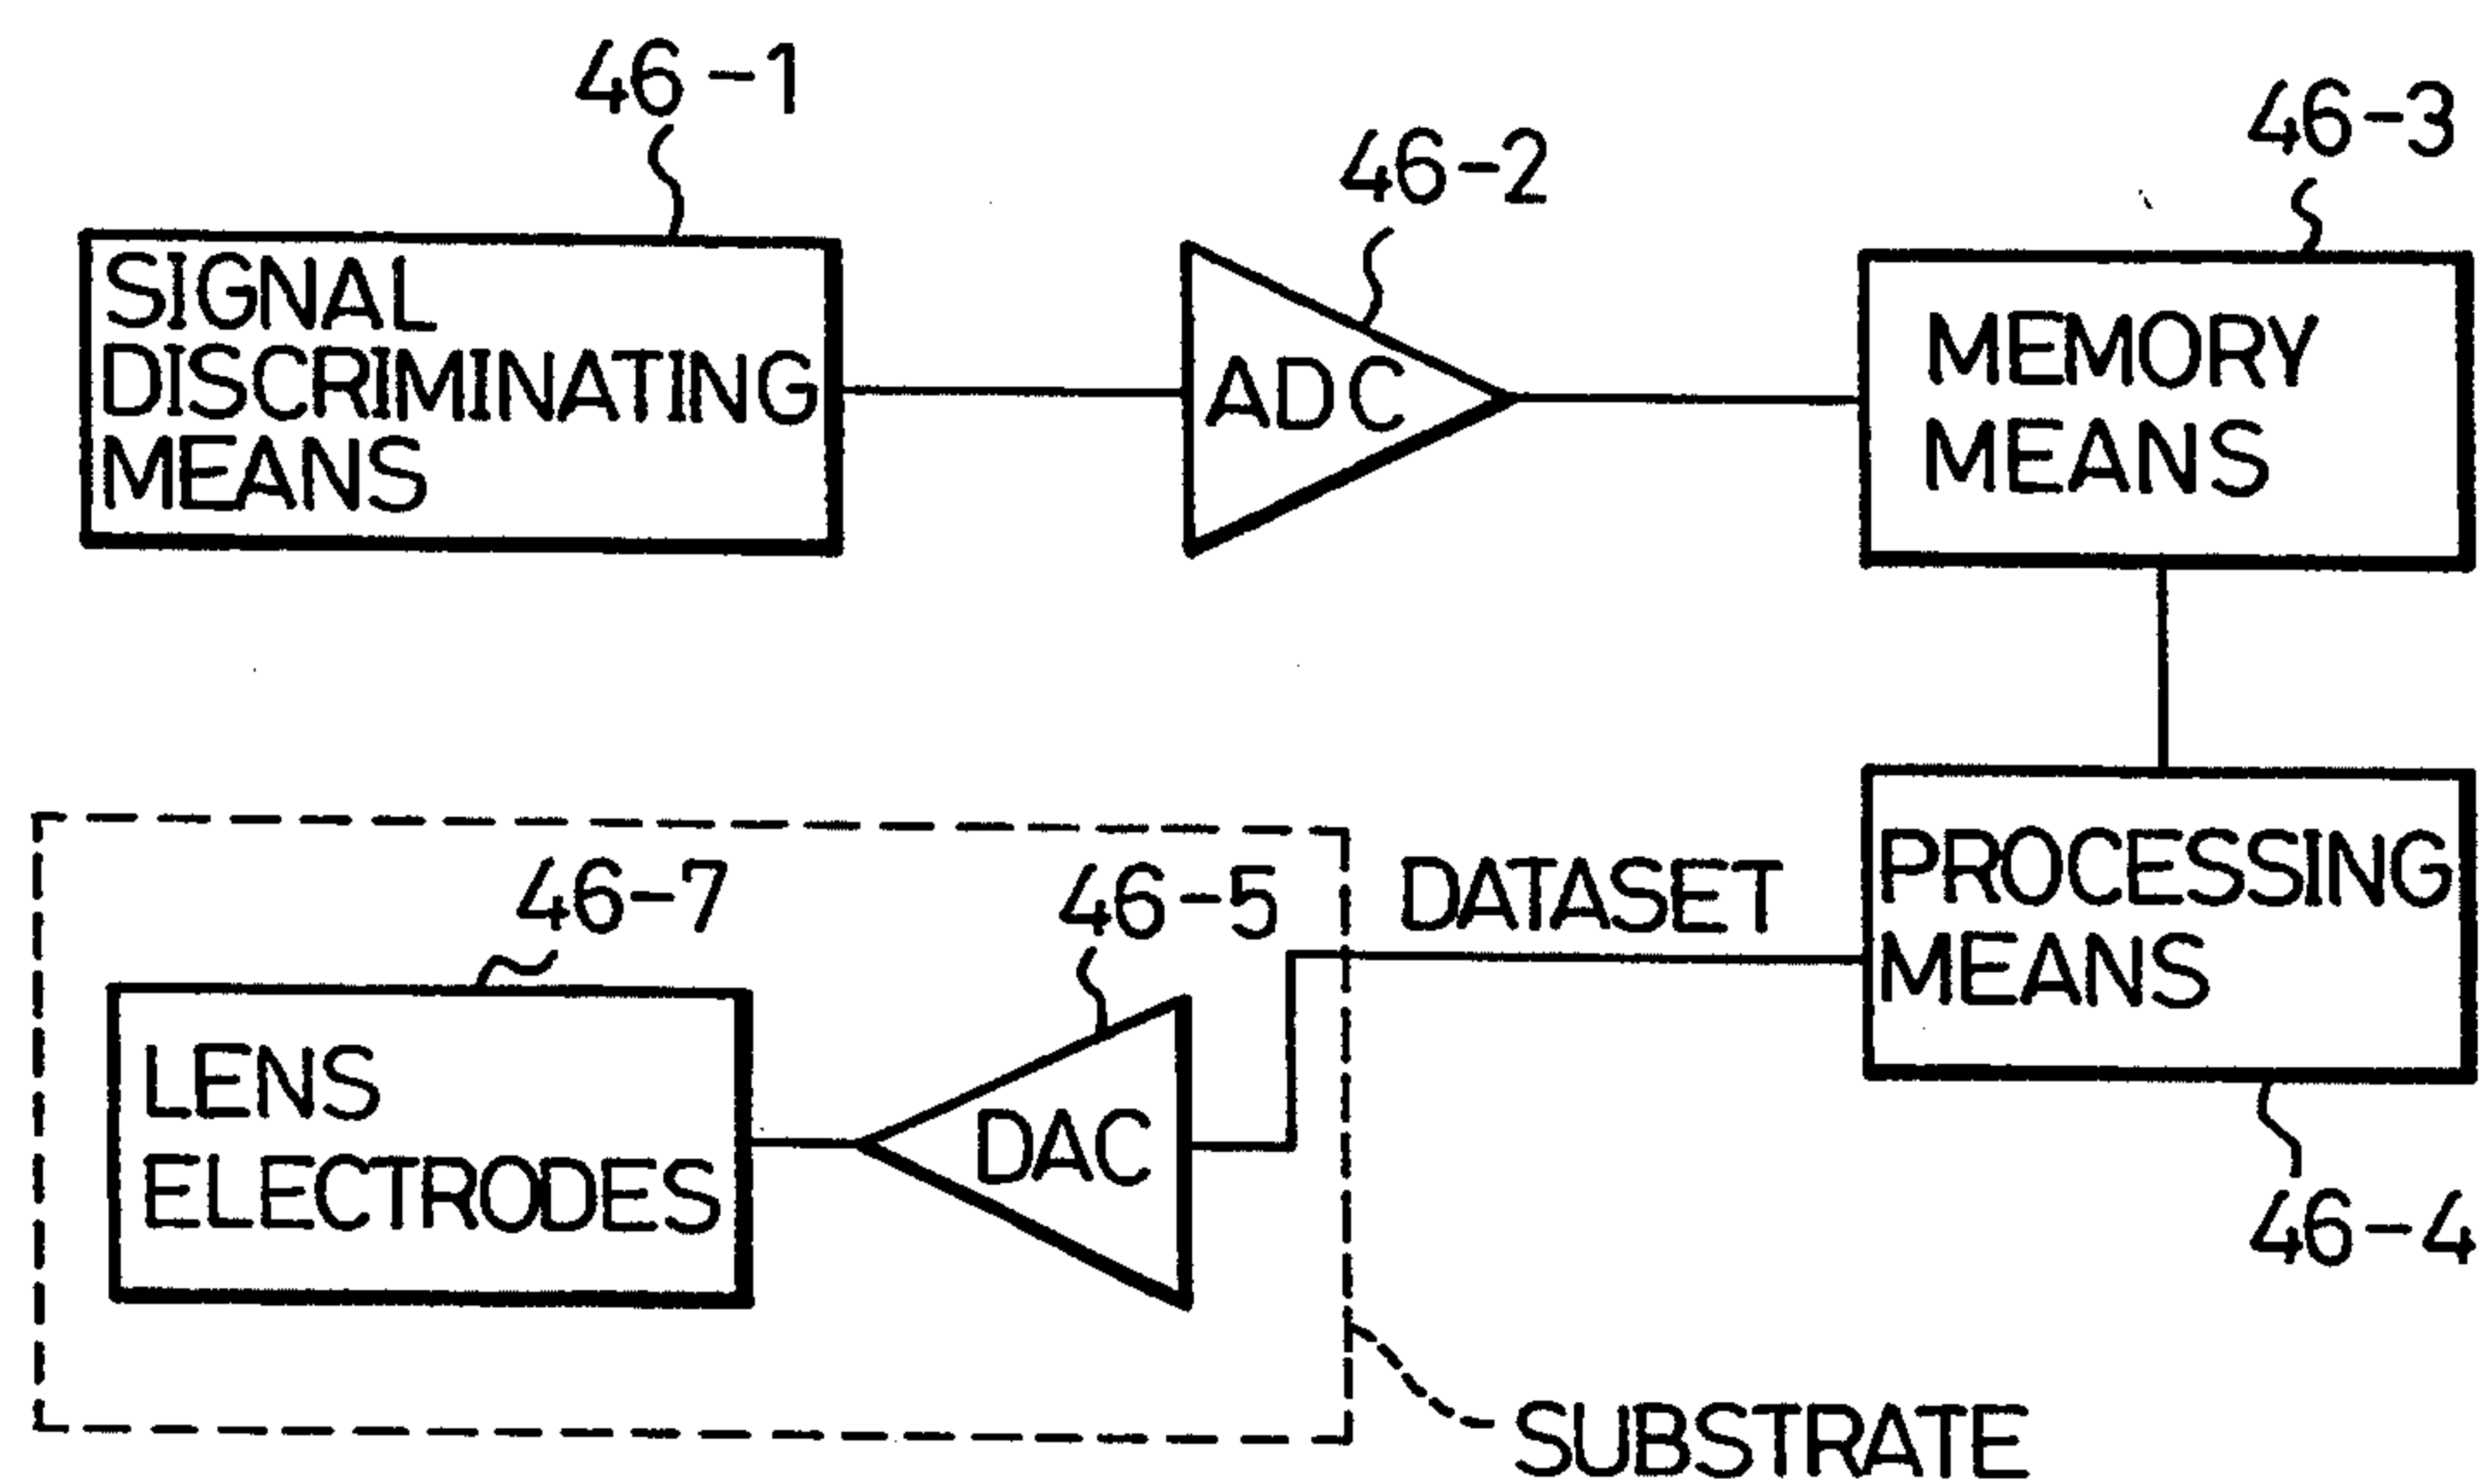 46-1
46-2
46-3
SIGNAL
DISCRIMINATING
MEANS
ADC
MEMORY
MEANS
46-7
46-5
DATASET
PROCESSING
MEANS
LENS
ELECTRODES
DAC
46-4
SUBSTRATE